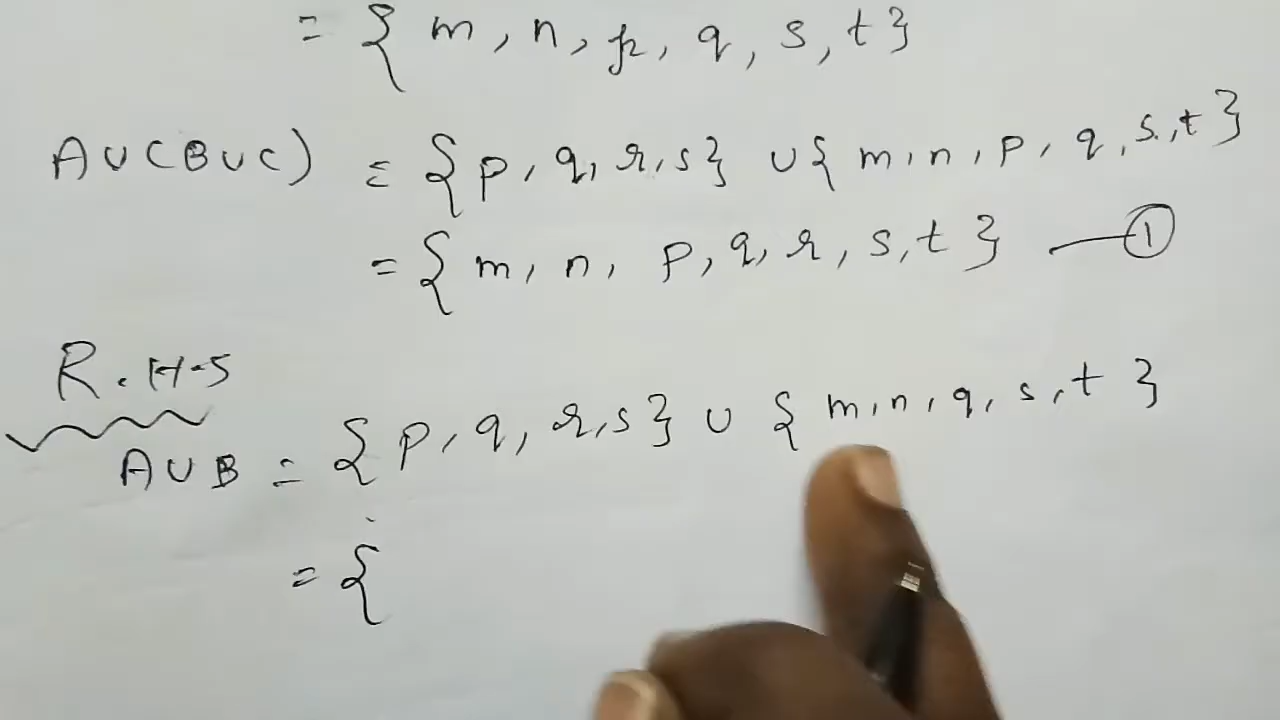 = { m, n, p, q, s, t }
A ∪ (B ∪ C) = { p, q, r, s } ∪ { m, n, p, q, s, t }
= { m, n, p, q, r, s, t } — ①
R.H.S
A ∪ B = { p, q, r, s } ∪ { m, n, q, s, t }
= {